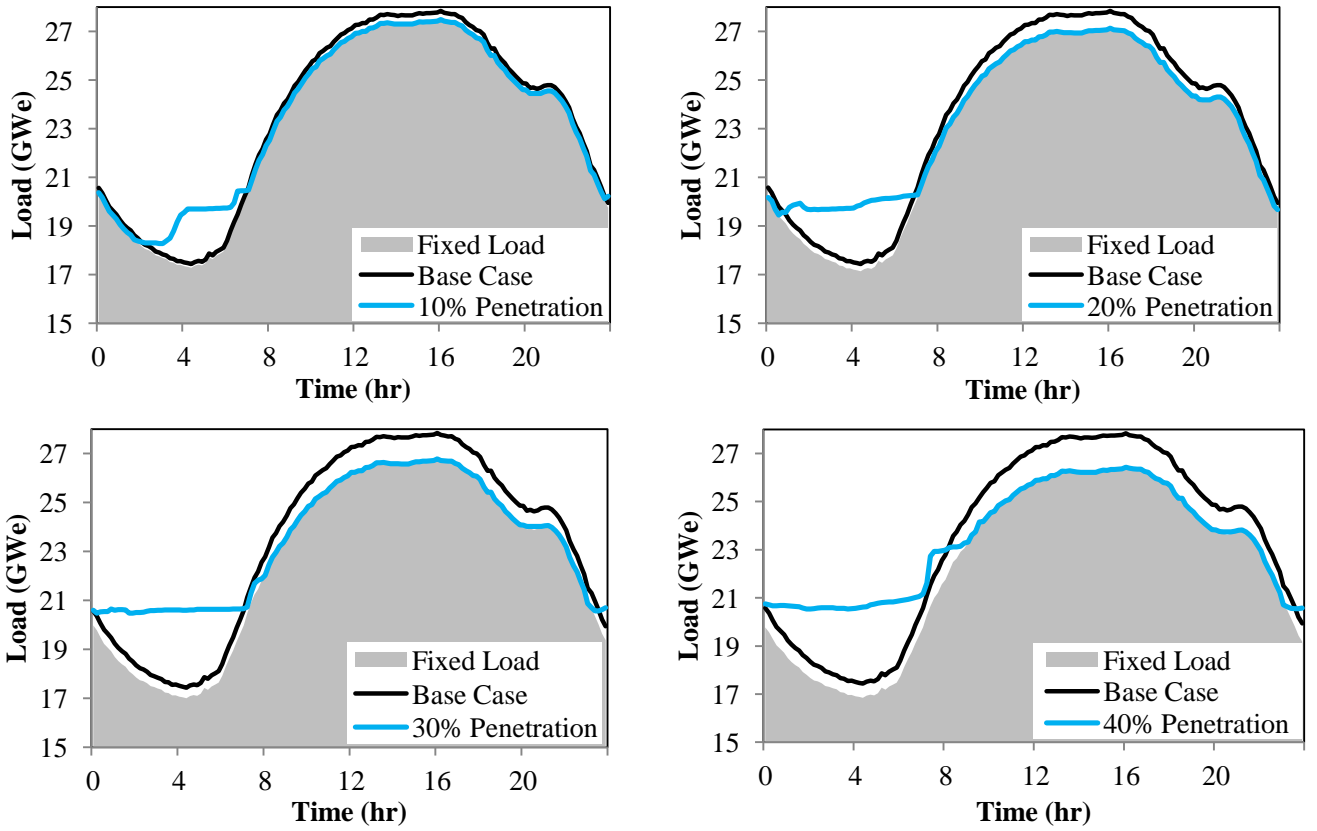 27
25
23
21
19
17
15
Load (GWe)
0 4 8 12 16 20
Time (hr)
Fixed Load
Base Case
10% Penetration
27
25
23
21
19
17
15
Load (GWe)
0 4 8 12 16 20
Time (hr)
Fixed Load
Base Case
20% Penetration
27
25
23
21
19
17
15
Load (GWe)
0 4 8 12 16 20
Time (hr)
Fixed Load
Base Case
30% Penetration
27
25
23
21
19
17
15
Load (GWe)
0 4 8 12 16 20
Time (hr)
Fixed Load
Base Case
40% Penetration